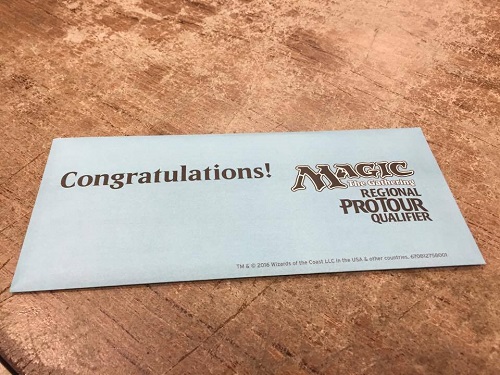 Congratulations!
MAGIC
The Gathering
REGIONAL
PROTOUR
QUALIFIER
TM & © 2016 Wizards of the Coast LLC in the USA & other countries.